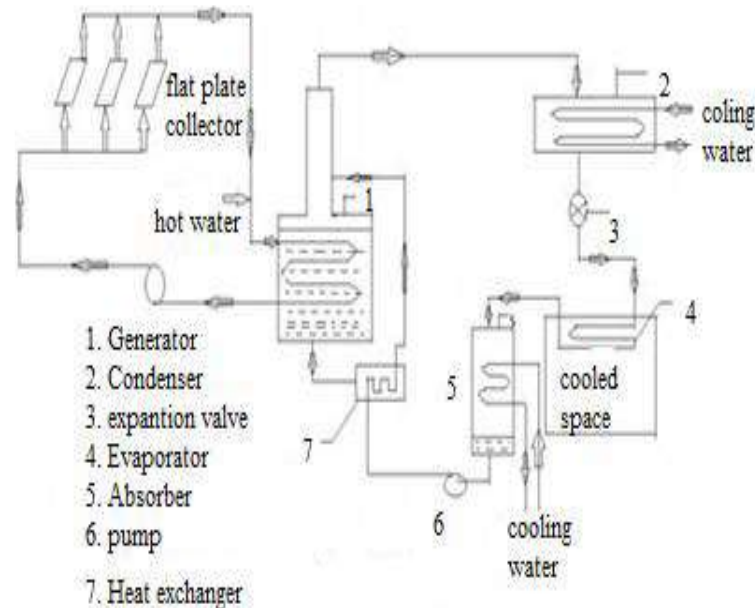 flat plate
collector
hot water
1
2
coling
water
3
4
cooled
space
5
6
7
cooling
water
1. Generator
2. Condenser
3. expantion valve
4. Evaporator
5. Absorber
6. pump
7. Heat exchanger